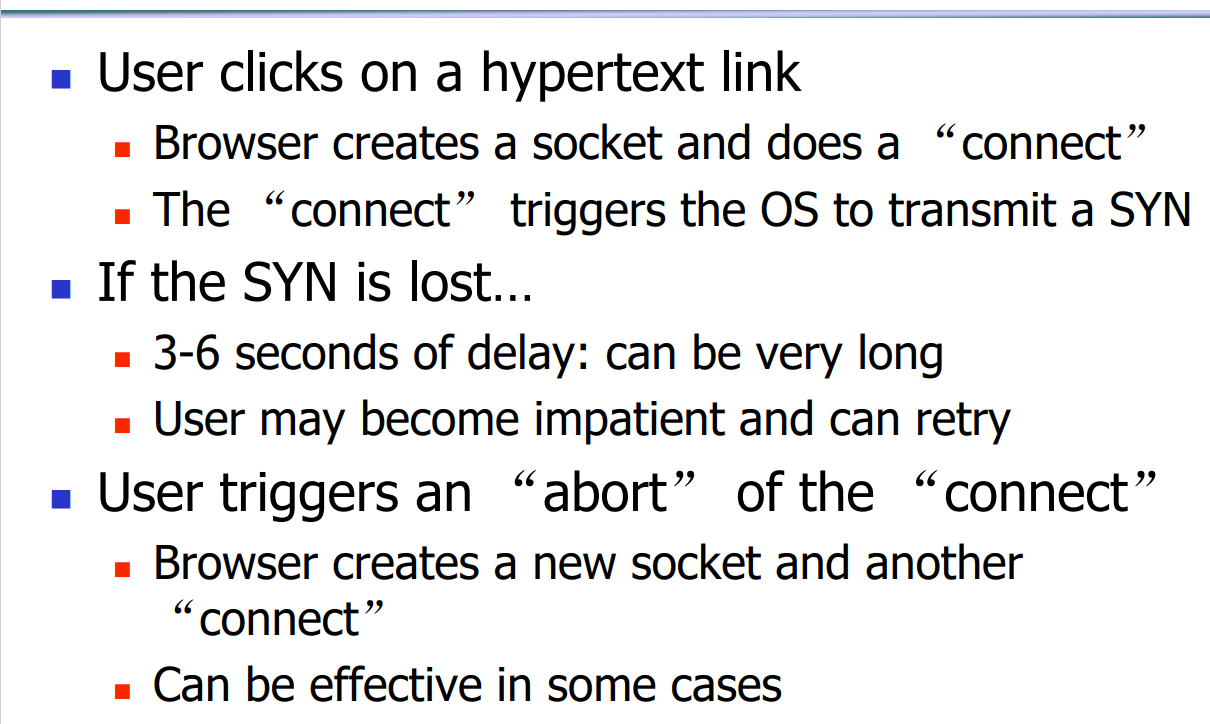 User clicks on a hypertext link
Browser creates a socket and does a “connect”
The “connect” triggers the OS to transmit a SYN
If the SYN is lost…
3-6 seconds of delay: can be very long
User may become impatient and can retry
User triggers an “abort” of the “connect”
Browser creates a new socket and another
“connect”
Can be effective in some cases